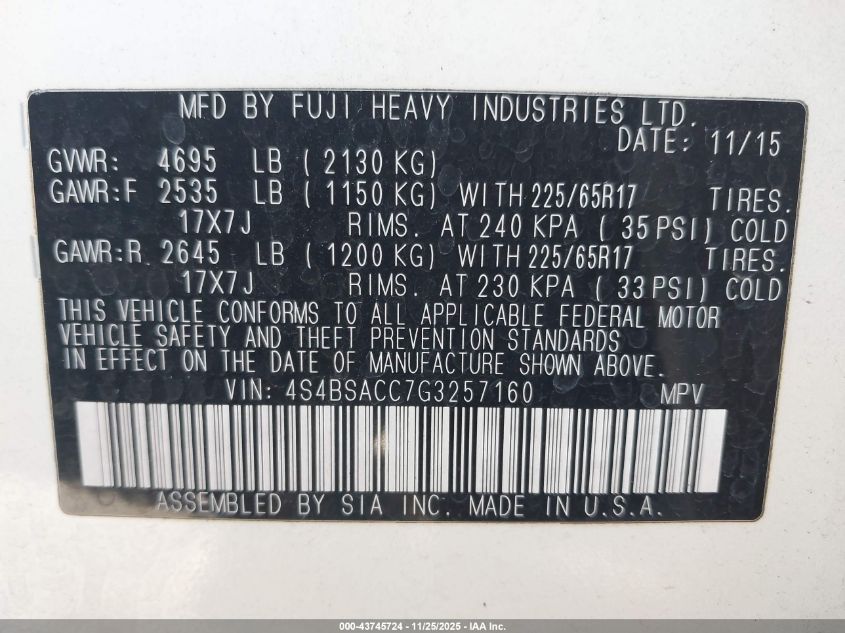 MFD BY FUJI HEAVY INDUSTRIES LTD.
DATE: 11/15
GVWR: 4695 LB ( 2130 KG)
GAWR:F 2535 LB ( 1150 KG) WITH 225/65R17 TIRES.
17X7J RIMS. AT 240 KPA ( 35 PSI) COLD
GAWR:R 2645 LB ( 1200 KG) WITH 225/65R17 TIRES.
17X7J RIMS. AT 230 KPA ( 33 PSI) COLD
THIS VEHICLE CONFORMS TO ALL APPLICABLE FEDERAL MOTOR
VEHICLE SAFETY AND THEFT PREVENTION STANDARDS
IN EFFECT ON THE DATE OF MANUFACTURE SHOWN ABOVE.
VIN: 4S4BSACC7G3257160 MPV
ASSEMBLED BY SIA INC. MADE IN U.S.A.
000-43745724 - 11/25/2025 - IAA Inc.